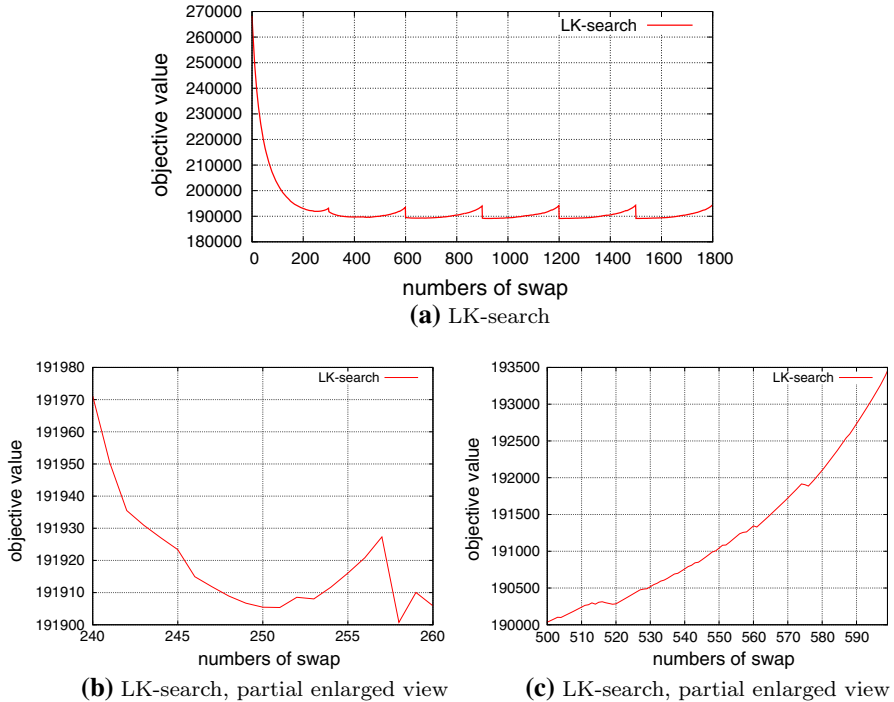 270000
260000
250000
240000
230000
220000
210000
200000
190000
180000
objective value
LK-search
0 200 400 600 800 1000 1200 1400 1600 1800
numbers of swap
(a) LK-search
191980
191970
191960
191950
191940
191930
191920
191910
191900
objective value
LK-search
240 245 250 255 260
numbers of swap
(b) LK-search, partial enlarged view
193500
193000
192500
192000
191500
191000
190500
190000
objective value
LK-search
500 510 520 530 540 550 560 570 580 590
numbers of swap
(c) LK-search, partial enlarged view